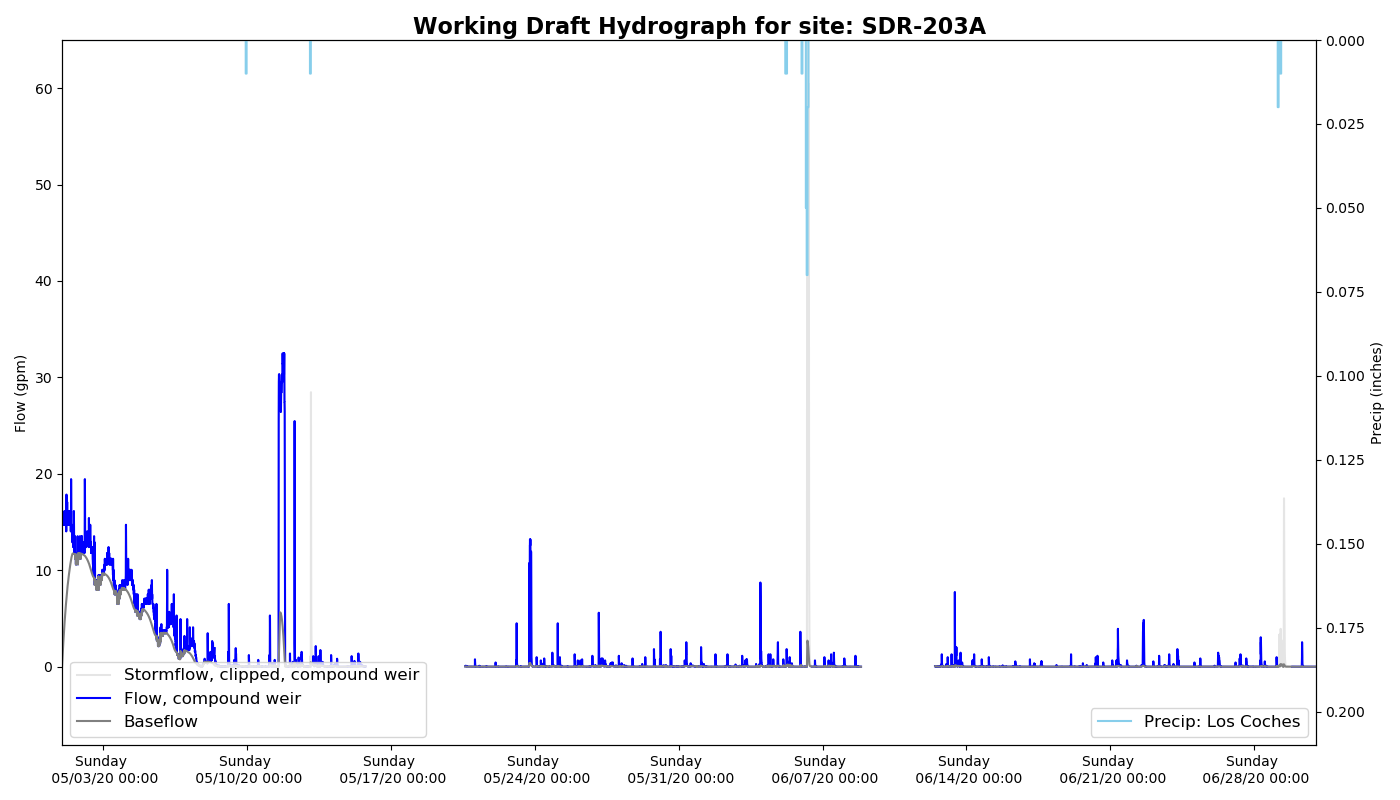 Working Draft Hydrograph for site: SDR-203A
60
50
40
30
20
10
0
Flow (gpm)
0.000
0.025
0.050
0.075
0.100
0.125
0.150
0.175
0.200
Precip (inches)
Stormflow, clipped, compound weir
Flow, compound weir
Baseflow
Precip: Los Coches
Sunday
05/03/20 00:00
Sunday
05/10/20 00:00
Sunday
05/17/20 00:00
Sunday
05/24/20 00:00
Sunday
05/31/20 00:00
Sunday
06/07/20 00:00
Sunday
06/14/20 00:00
Sunday
06/21/20 00:00
Sunday
06/28/20 00:00